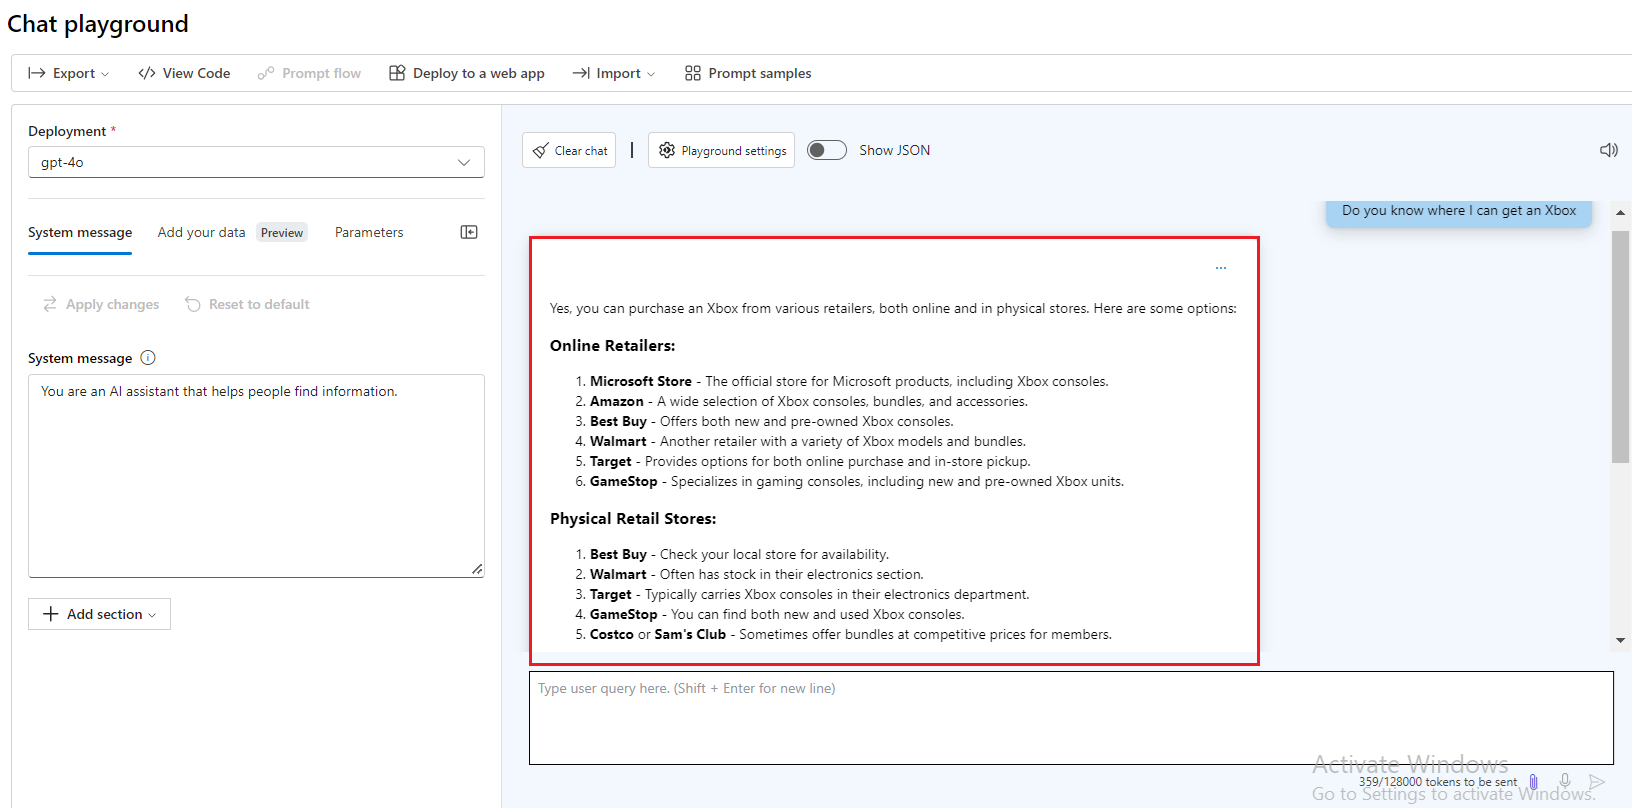 Chat playground
Export
View Code
Prompt flow
Deploy to a web app
Import
Prompt samples
Deployment *
gpt-4o
System message
Add your data
Preview
Parameters
Apply changes
Reset to default
System message
You are an AI assistant that helps people find information.
Add section
Clear chat
|
Playground settings
Show JSON
Do you know where I can get an Xbox
...
Yes, you can purchase an Xbox from various retailers, both online and in physical stores. Here are some options:
Online Retailers:
1. Microsoft Store - The official store for Microsoft products, including Xbox consoles.
2. Amazon - A wide selection of Xbox consoles, bundles, and accessories.
3. Best Buy - Offers both new and pre-owned Xbox consoles.
4. Walmart - Another retailer with a variety of Xbox models and bundles.
5. Target - Provides options for both online purchase and in-store pickup.
6. GameStop - Specializes in gaming consoles, including new and pre-owned Xbox units.
Physical Retail Stores:
1. Best Buy - Check your local store for availability.
2. Walmart - Often has stock in their electronics section.
3. Target - Typically carries Xbox consoles in their electronics department.
4. GameStop - You can find both new and used Xbox consoles.
5. Costco or Sam's Club - Sometimes offer bundles at competitive prices for members.
Type user query here. (Shift + Enter for new line)
Activate Windows
359/128000 tokens to be sent
Go to Settings to activate Windows.